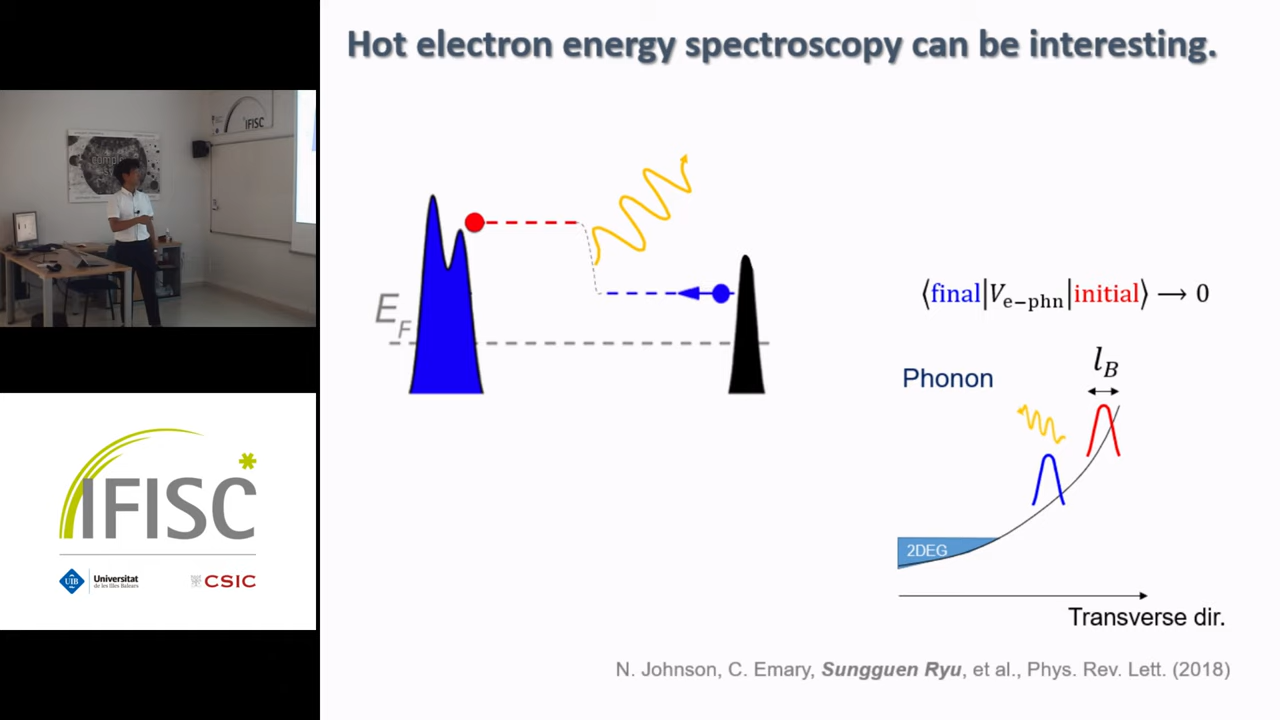 Hot electron energy spectroscopy can be interesting.
IFISC
E_F
⟨final|V_e−phn|initial⟩ → 0
l_B
Phonon
2DEG
Transverse dir.
IFISC
UIB Universitat de les Illes Balears
CSIC
N. Johnson, C. Emary, Sungguen Ryu, et al., Phys. Rev. Lett. (2018)